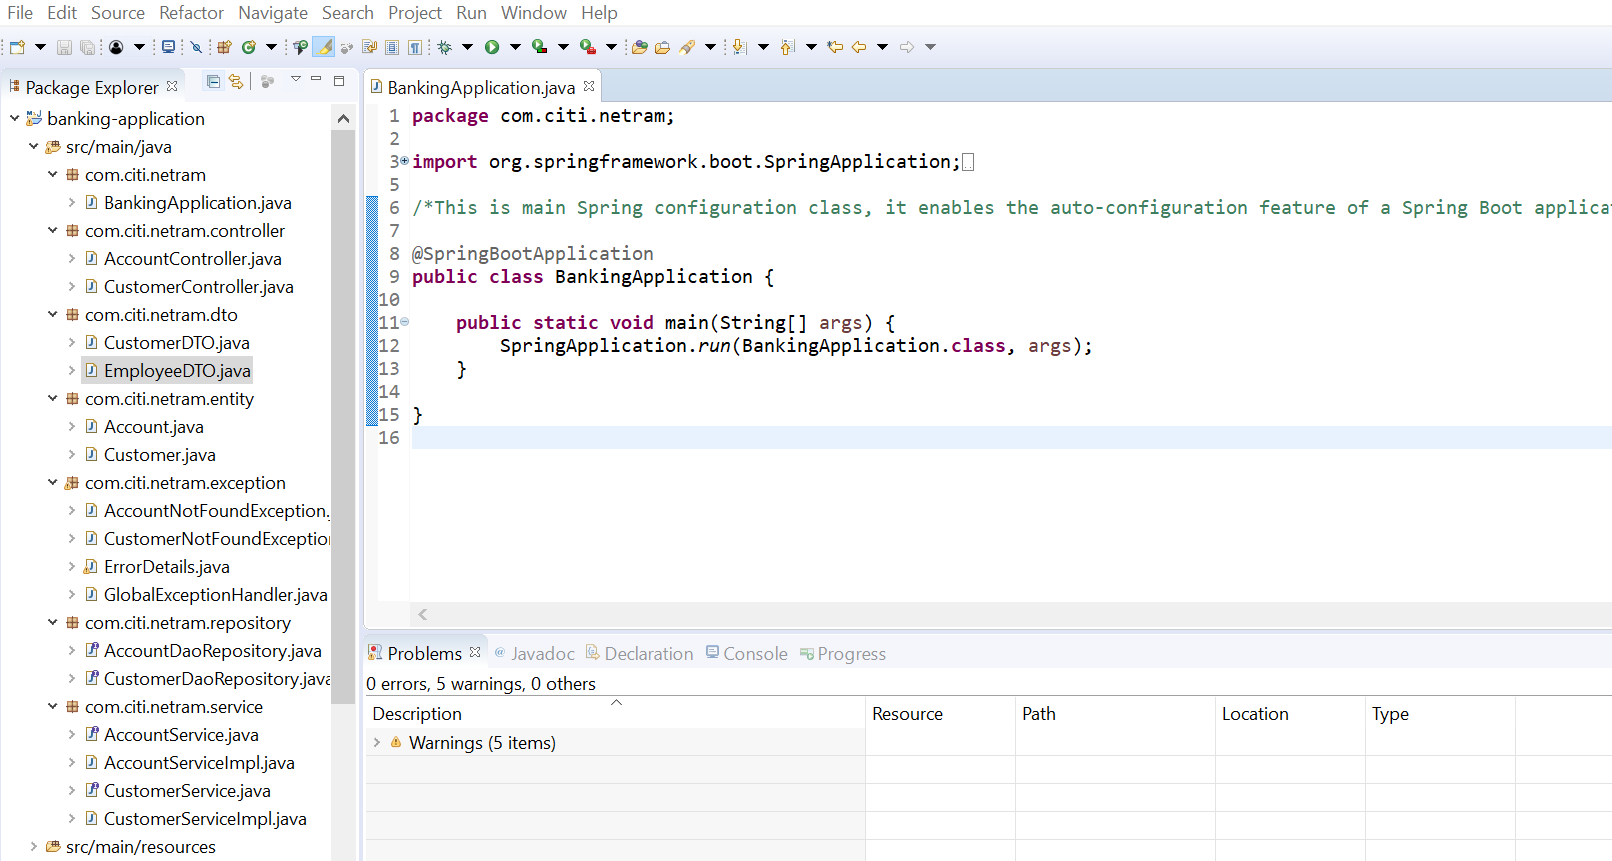 File Edit Source Refactor Navigate Search Project Run Window Help
Package Explorer
banking-application
src/main/java
com.citi.netram
BankingApplication.java
com.citi.netram.controller
AccountController.java
CustomerController.java
com.citi.netram.dto
CustomerDTO.java
EmployeeDTO.java
com.citi.netram.entity
Account.java
Customer.java
com.citi.netram.exception
AccountNotFoundException.
CustomerNotFoundExceptio
ErrorDetails.java
GlobalExceptionHandler.java
com.citi.netram.repository
AccountDaoRepository.java
CustomerDaoRepository.java
com.citi.netram.service
AccountService.java
AccountServiceImpl.java
CustomerService.java
CustomerServiceImpl.java
src/main/resources
BankingApplication.java
1 package com.citi.netram;
2
3 import org.springframework.boot.SpringApplication;
5
6 /*This is main Spring configuration class, it enables the auto-configuration feature of a Spring Boot applica
7
8 @SpringBootApplication
9 public class BankingApplication {
10
11 public static void main(String[] args) {
12 SpringApplication.run(BankingApplication.class, args);
13 }
14
15 }
16
Problems @ Javadoc Declaration Console Progress
0 errors, 5 warnings, 0 others
Description Resource Path Location Type
Warnings (5 items)